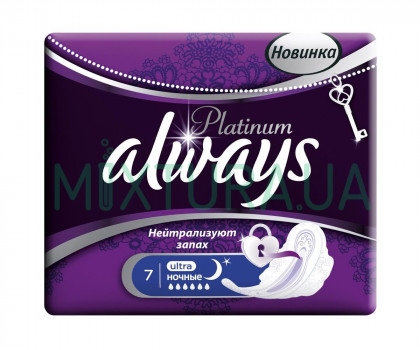 Новинка
Platinum
always
MIXTURA.UA
Нейтрализуют
запах
7
ultra
ночные